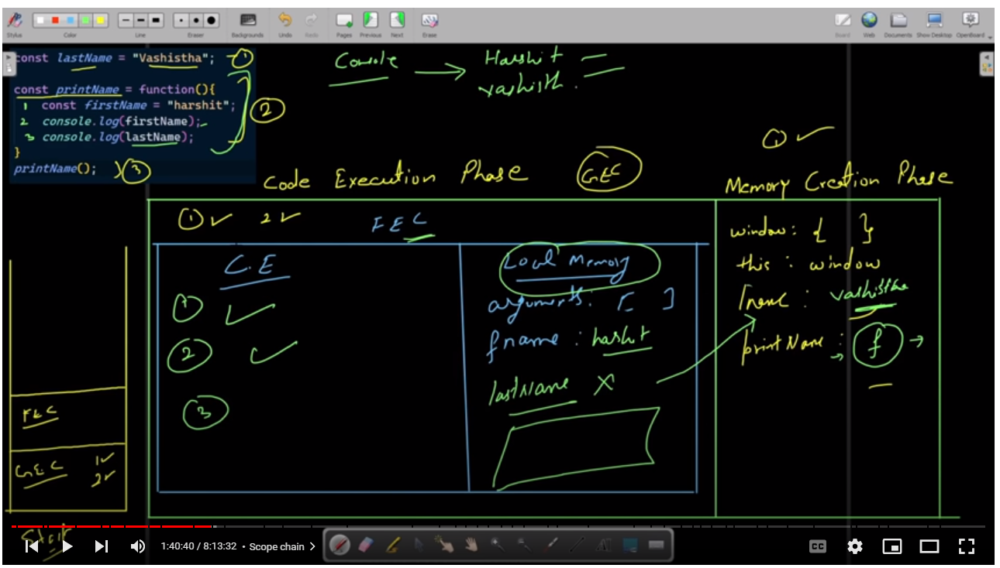 Stylus Color Line Eraser Backgrounds Undo Redo Pages Previous Next Erase Board Web Documents Show Desktop OpenBoard
const lastName = "Vashistha"; 1
const printName = function(){
1 const firstName = "harshit";
2 console.log(firstName);
3 console.log(lastName);
}
2
printName(); 3
Console → Harshit
vashisth.
1 ✓
Code Execution Phase GEC
Memory Creation Phase
1 ✓ 2 ✓ FEC
C.E
1 ✓
2 ✓
3
Local Memory
arguments: [ ]
fname : hashit
lastName X
window: { }
this : window
lname : vashistha
printName : f →
FEC
GEC 1 ✓
2 ✓
Stack
1:40:40 / 8:13:32 • Scope chain >
CC